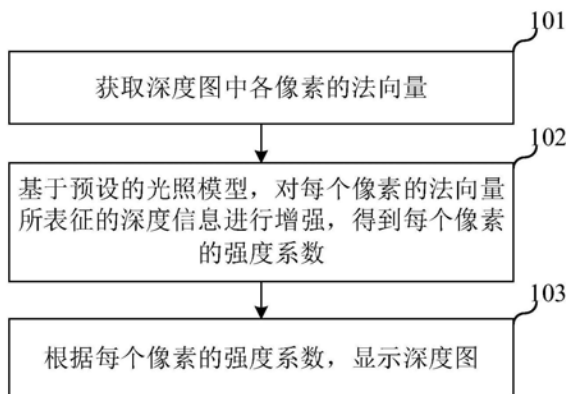 101
获取深度图中各像素的法向量
102
基于预设的光照模型，对每个像素的法向量
所表征的深度信息进行增强，得到每个像素
的强度系数
103
根据每个像素的强度系数，显示深度图